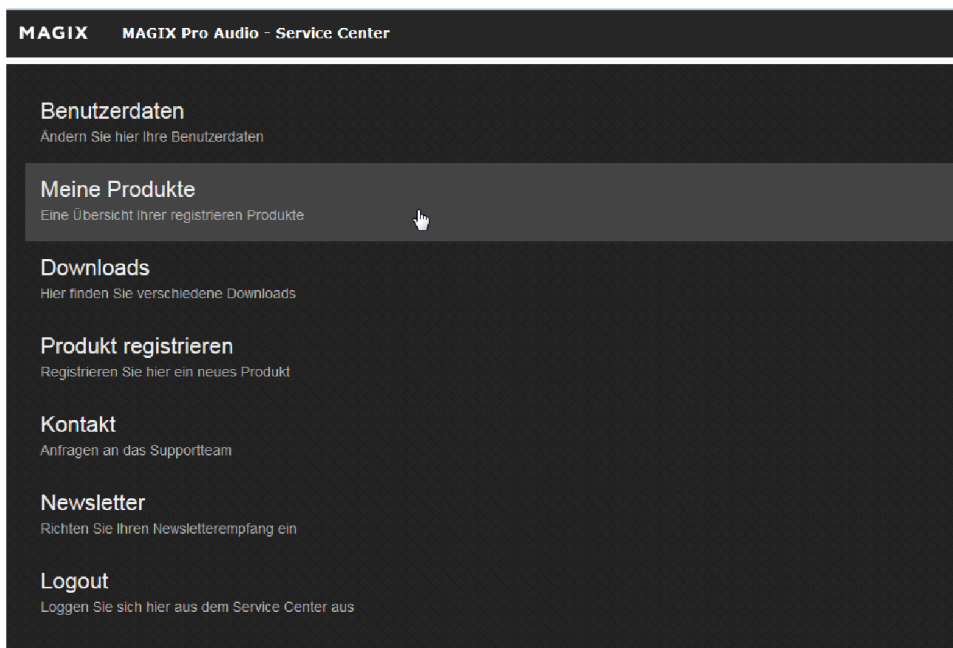 MAGIX MAGIX Pro Audio - Service Center
Benutzerdaten
Ändern Sie hier Ihre Benutzerdaten
Meine Produkte
Eine Übersicht Ihrer registrieren Produkte
Downloads
Hier finden Sie verschiedene Downloads
Produkt registrieren
Registrieren Sie hier ein neues Produkt
Kontakt
Anfragen an das Supportteam
Newsletter
Richten Sie Ihren Newsletterempfang ein
Logout
Loggen Sie sich hier aus dem Service Center aus